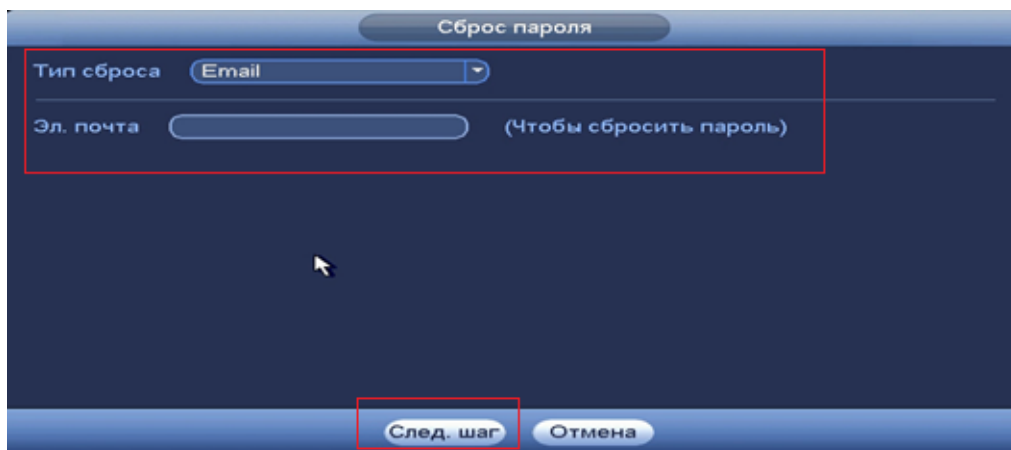 Сброс пароля
Тип сброса Email
Эл. почта (Чтобы сбросить пароль)
След. шаг Отмена